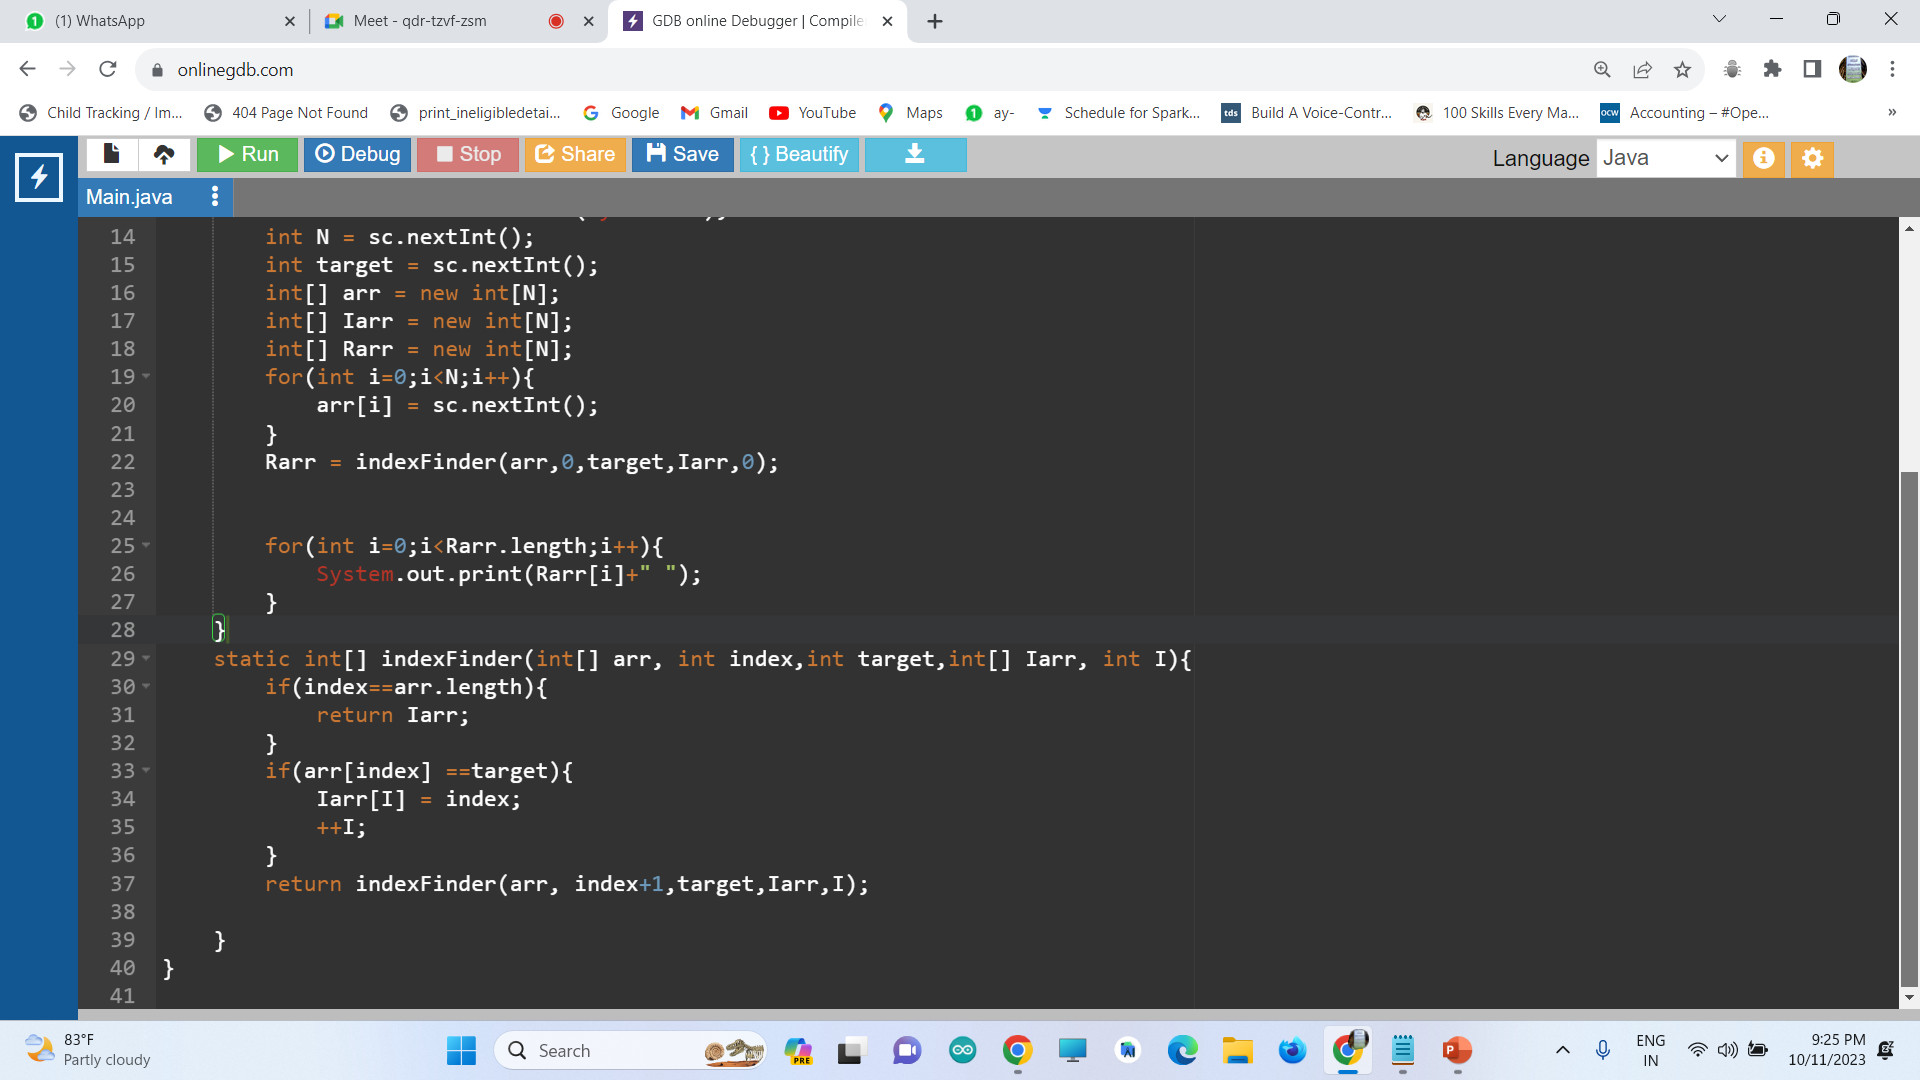 (1) WhatsApp
Meet - qdr-tzvf-zsm
GDB online Debugger | Compile
onlinegdb.com
Child Tracking / Im...
404 Page Not Found
print_ineligibledetai...
Google
Gmail
YouTube
Maps
ay-
Schedule for Spark...
tds
Build A Voice-Contr...
100 Skills Every Ma...
ocw
Accounting – #Ope...
»
Run
Debug
Stop
Share
Save
{ } Beautify
Language
Java
Main.java
14 int N = sc.nextInt();
15 int target = sc.nextInt();
16 int[] arr = new int[N];
17 int[] Iarr = new int[N];
18 int[] Rarr = new int[N];
19 for(int i=0;i<N;i++){
20 arr[i] = sc.nextInt();
21 }
22 Rarr = indexFinder(arr,0,target,Iarr,0);
23
24
25 for(int i=0;i<Rarr.length;i++){
26 System.out.print(Rarr[i]+" ");
27 }
28 }
29 static int[] indexFinder(int[] arr, int index,int target,int[] Iarr, int I){
30 if(index==arr.length){
31 return Iarr;
32 }
33 if(arr[index] ==target){
34 Iarr[I] = index;
35 ++I;
36 }
37 return indexFinder(arr, index+1,target,Iarr,I);
38
39 }
40 }
41
83°F
Partly cloudy
Search
PRE
ENG
IN
9:25 PM
10/11/2023